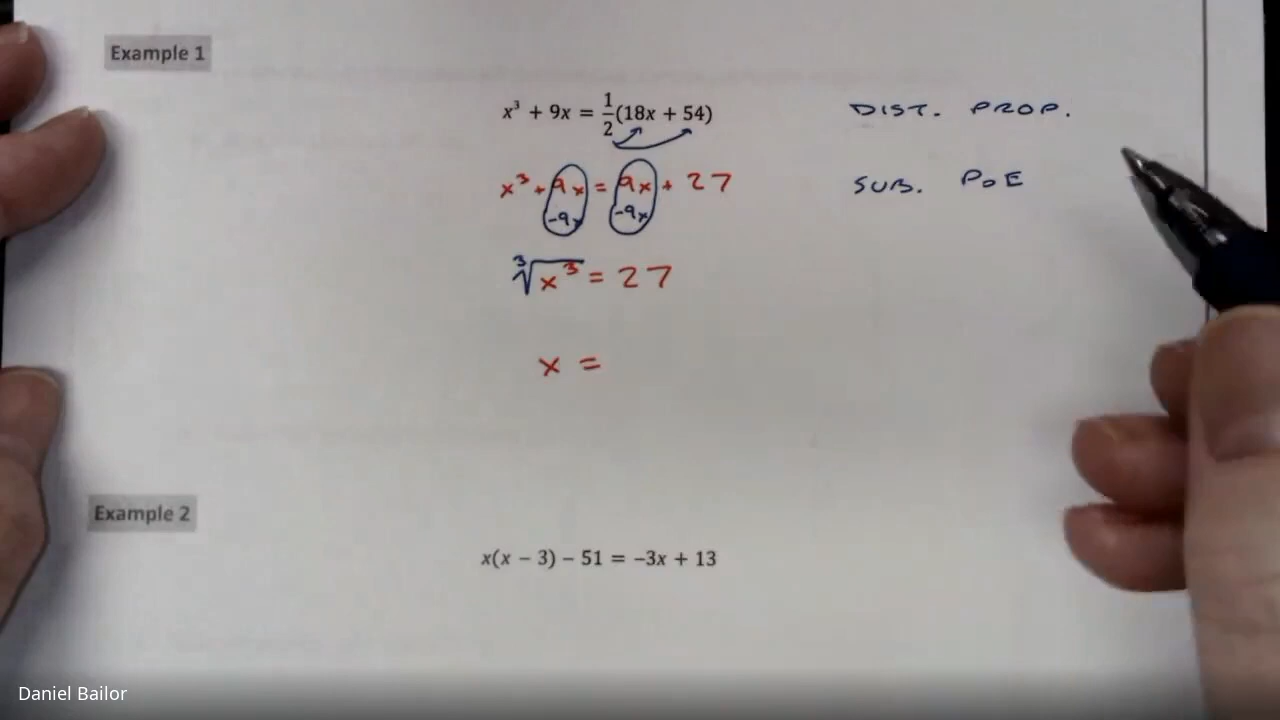 Example 1
x³ + 9x = 1/2(18x + 54) DIST. PROP.
x³ + 9x = 9x + 27 SUB. PoE
-9x -9x
³√x³ = 27
x =
Example 2
x(x − 3) − 51 = −3x + 13
Daniel Bailor